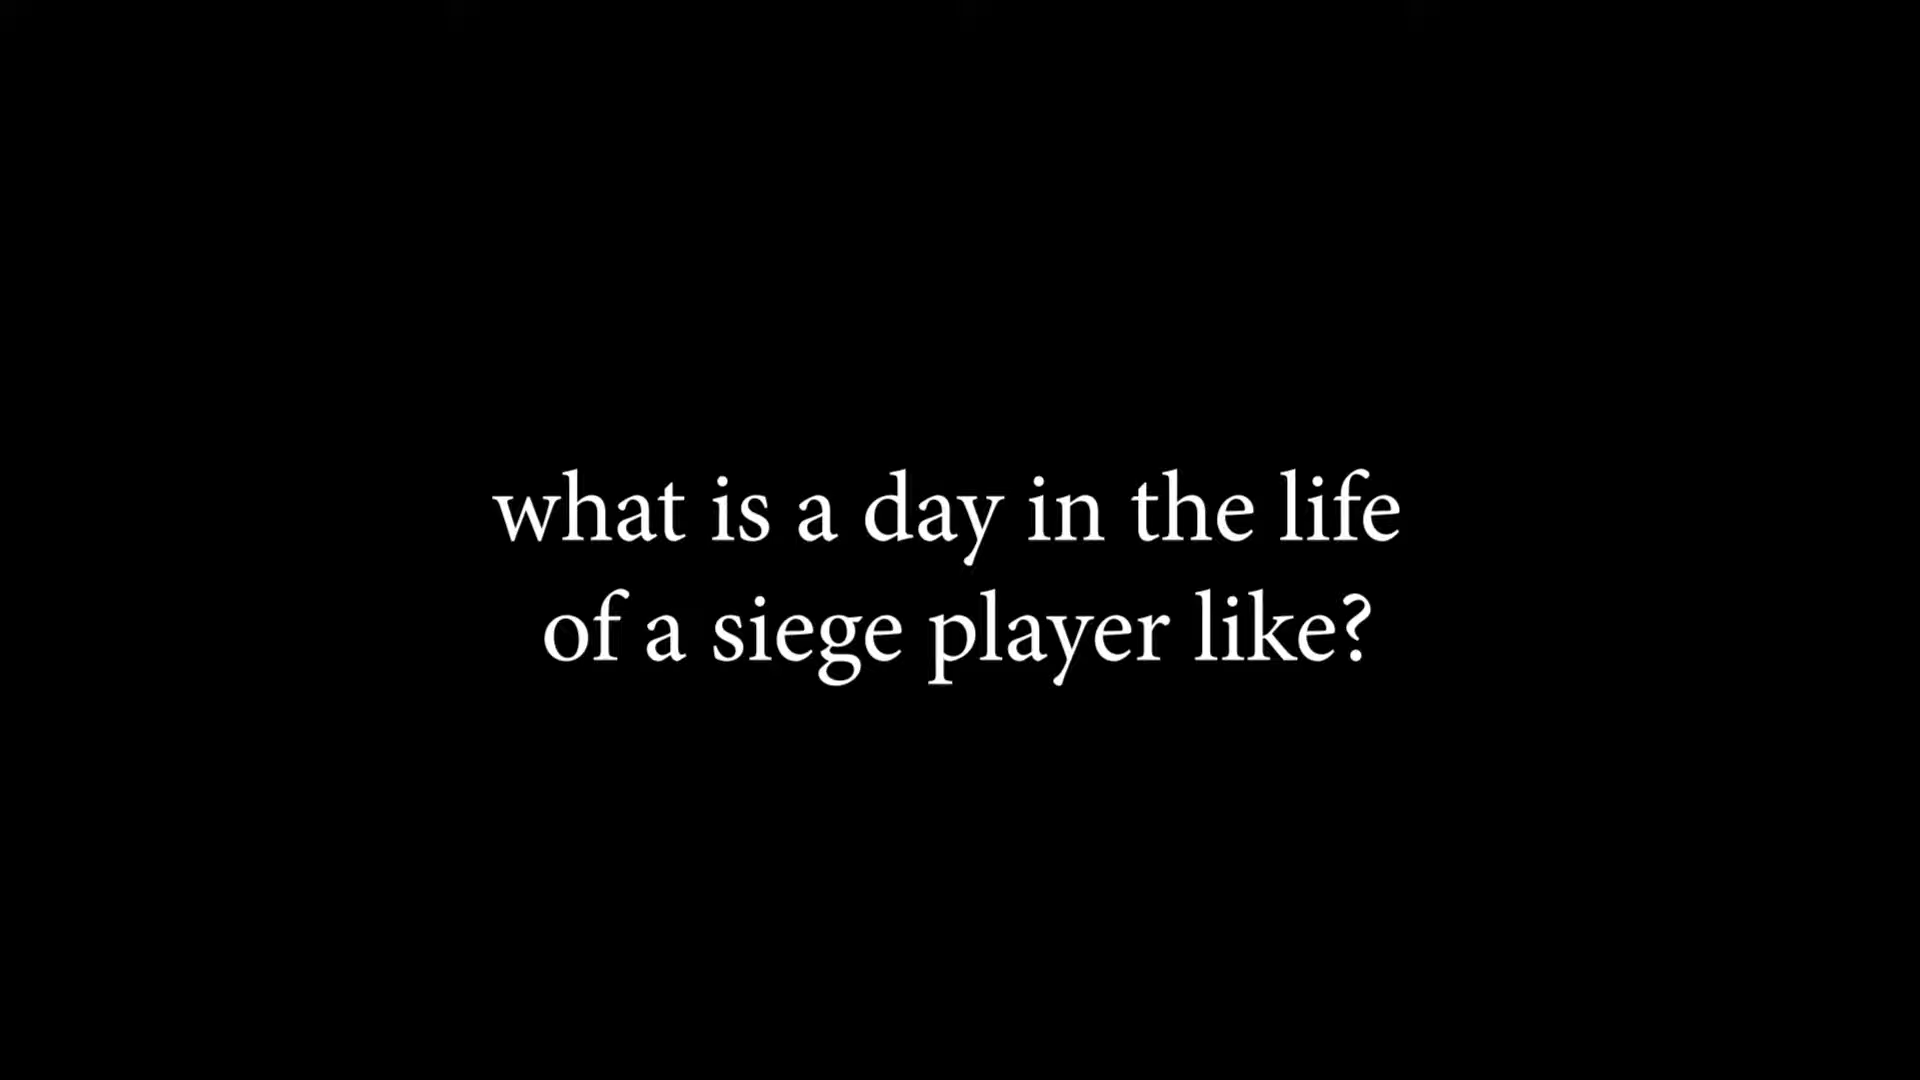 what is a day in the life
of a siege player like?